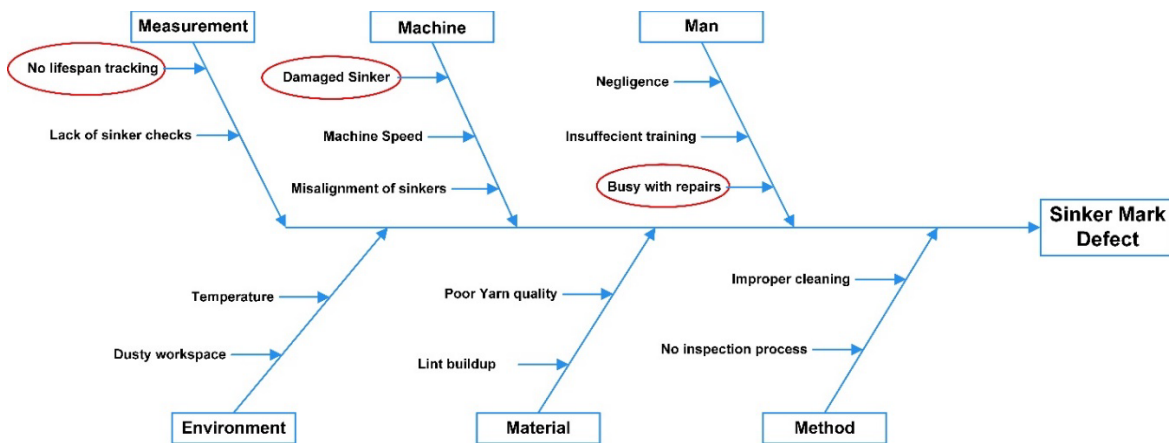 Measurement
Machine
Man
No lifespan tracking
Damaged Sinker
Negligence
Lack of sinker checks
Machine Speed
Insuffecient training
Misalignment of sinkers
Busy with repairs
Sinker Mark
Defect
Temperature
Poor Yarn quality
Improper cleaning
Dusty workspace
Lint buildup
No inspection process
Environment
Material
Method